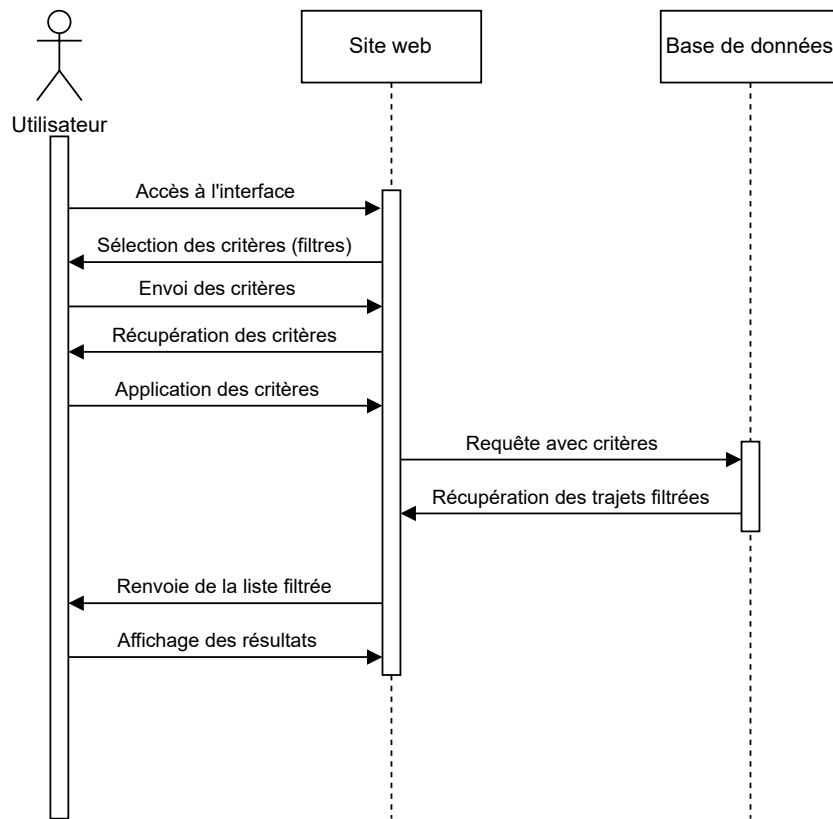 Site web
Base de données
Utilisateur
Accès à l'interface
Sélection des critères (filtres)
Envoi des critères
Récupération des critères
Application des critères
Requête avec critères
Récupération des trajets filtrées
Renvoie de la liste filtrée
Affichage des résultats